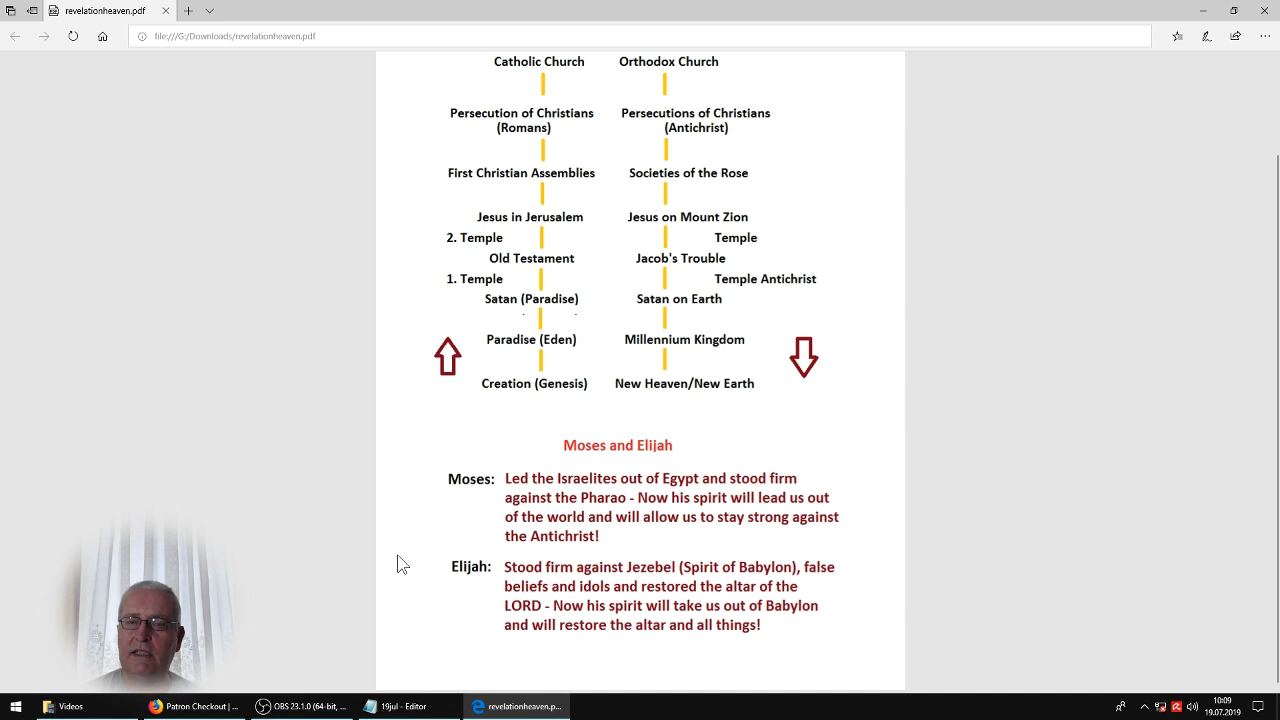 revelationheaven.pdf
file:///G:/Downloads/revelationheaven.pdf
Catholic Church Orthodox Church
Persecution of Christians Persecutions of Christians
(Romans) (Antichrist)
First Christian Assemblies Societies of the Rose
Jesus in Jerusalem Jesus on Mount Zion
2. Temple Temple
Old Testament Jacob's Trouble
1. Temple Temple Antichrist
Satan (Paradise) Satan on Earth
Paradise (Eden) Millennium Kingdom
Creation (Genesis) New Heaven/New Earth
Moses and Elijah
Moses: Led the Israelites out of Egypt and stood firm
against the Pharao - Now his spirit will lead us out
of the world and will allow us to stay strong against
the Antichrist!
Elijah: Stood firm against Jezebel (Spirit of Babylon), false
beliefs and idols and restored the altar of the
LORD - Now his spirit will take us out of Babylon
and will restore the altar and all things!
Videos Patron Checkout | ... OBS 23.1.0 (64-bit, ... 19jul - Editor revelationheaven.p... 10:09
19.07.2019